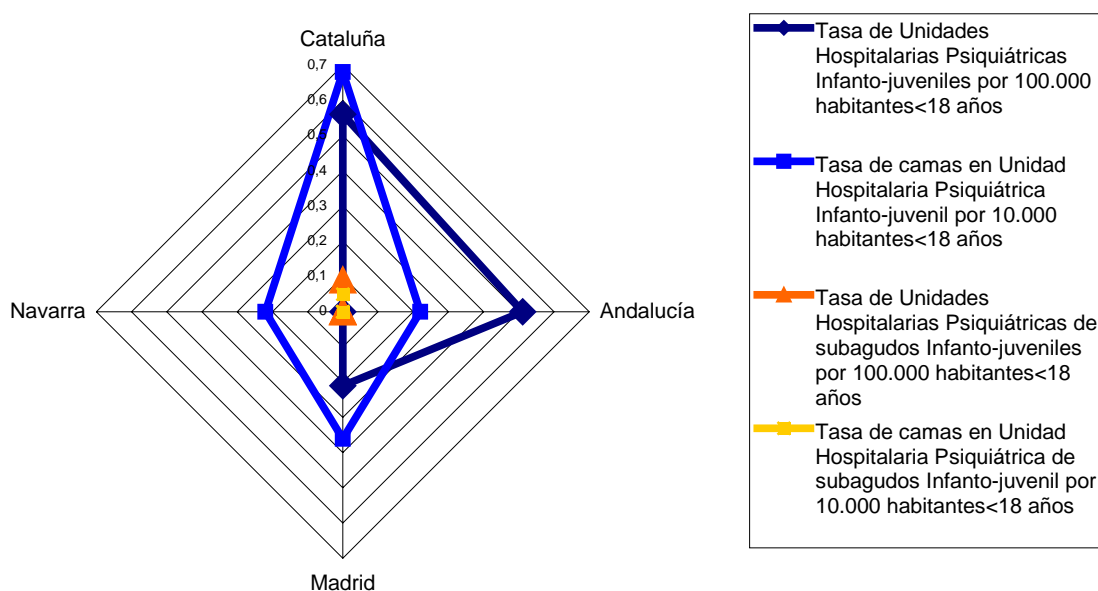 Cataluña
0,7
0,6
0,5
0,4
0,3
0,2
0,1
0
Navarra
Andalucía
Madrid
Tasa de Unidades
Hospitalarias Psiquiátricas
Infanto-juveniles por 100.000
habitantes<18 años
Tasa de camas en Unidad
Hospitalaria Psiquiátrica
Infanto-juvenil por 10.000
habitantes<18 años
Tasa de Unidades
Hospitalarias Psiquiátricas de
subagudos Infanto-juveniles
por 100.000 habitantes<18
años
Tasa de camas en Unidad
Hospitalaria Psiquiátrica de
subagudos Infanto-juvenil por
10.000 habitantes<18 años